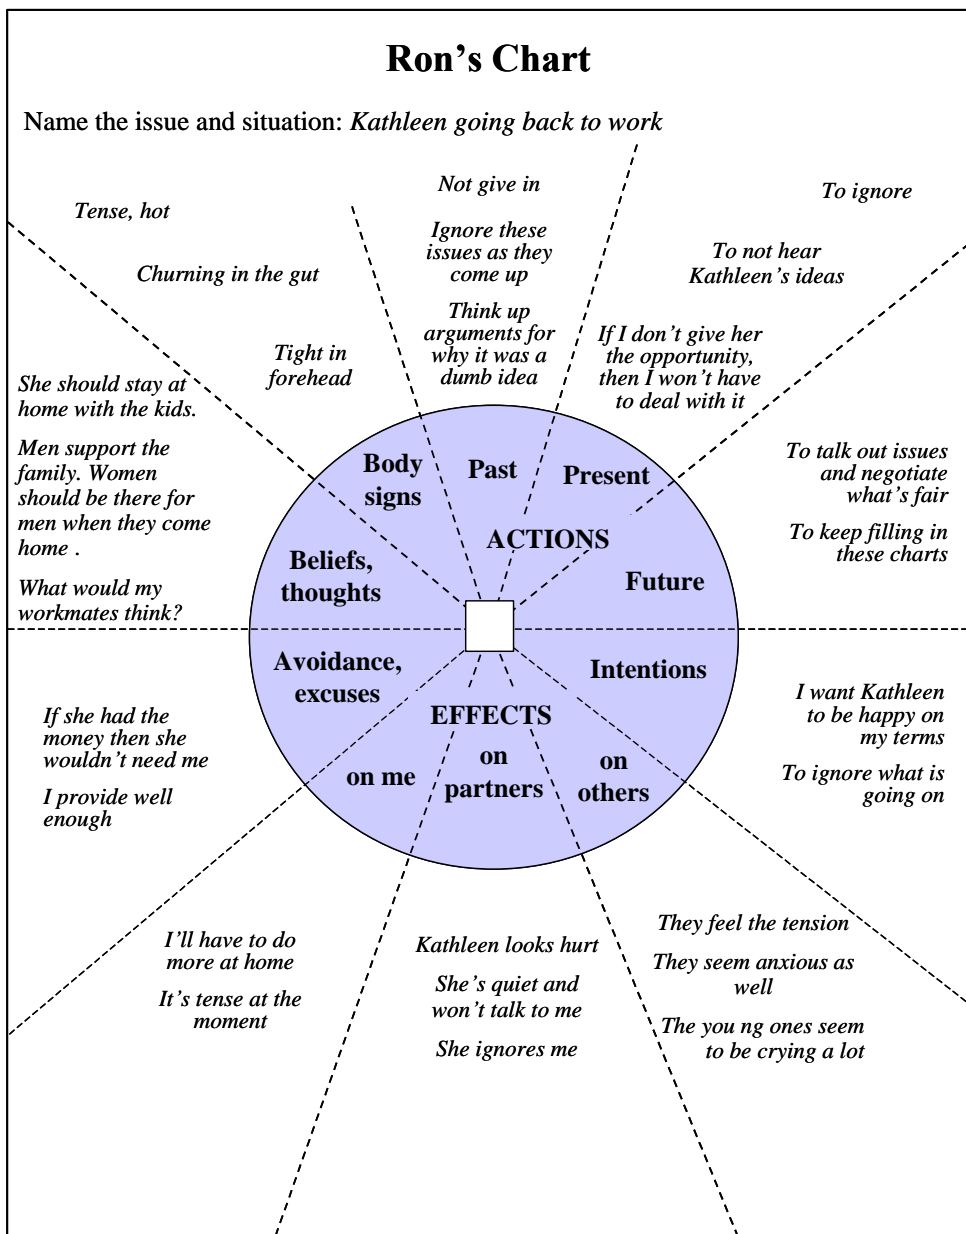 Ron's Chart
Name the issue and situation: Kathleen going back to work
Tense, hot
Churning in the gut
Tight in
forehead
Not give in
Ignore these
issues as they
come up
Think up
arguments for
why it was a
dumb idea
To ignore
To not hear
Kathleen's ideas
If I don't give her
the opportunity,
then I won't have
to deal with it
She should stay at
home with the kids.
Men support the
family. Women
should be there for
men when they come
home .
What would my
workmates think?
To talk out issues
and negotiate
what's fair
To keep filling in
these charts
Body
signs
Past
Present
ACTIONS
Beliefs,
thoughts
Future
Avoidance,
excuses
Intentions
EFFECTS
on me
on
partners
on
others
If she had the
money then she
wouldn't need me
I provide well
enough
I want Kathleen
to be happy on
my terms
To ignore what is
going on
I'll have to do
more at home
It's tense at the
moment
Kathleen looks hurt
She's quiet and
won't talk to me
She ignores me
They feel the tension
They seem anxious as
well
The you ng ones seem
to be crying a lot